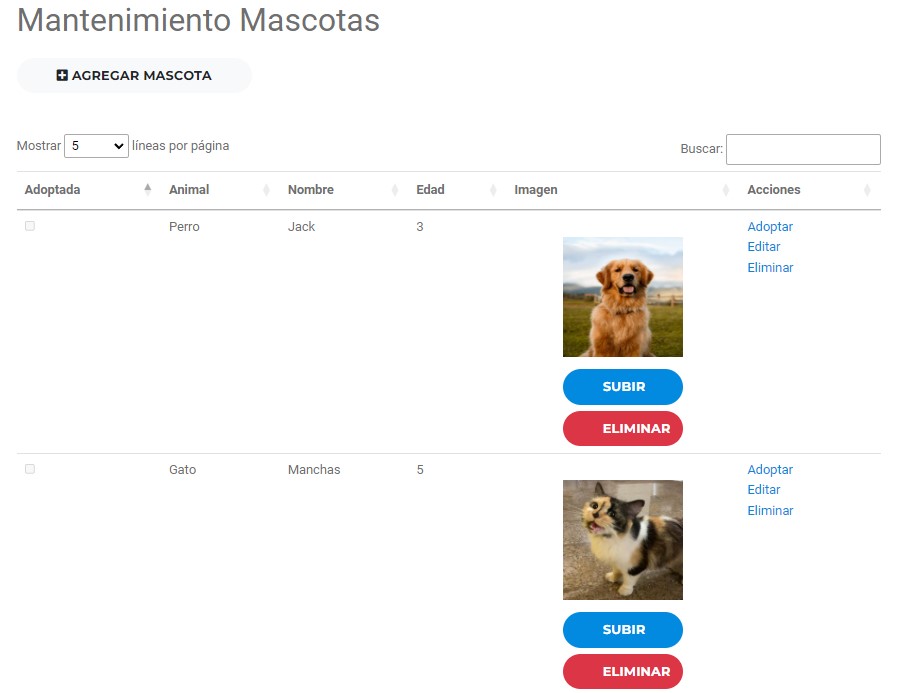 Mantenimiento Mascotas
AGREGAR MASCOTA
Mostrar 5 líneas por página
Buscar:
Adoptada Animal Nombre Edad Imagen Acciones
Perro Jack 3 Adoptar
Editar
Eliminar
SUBIR
ELIMINAR
Gato Manchas 5 Adoptar
Editar
Eliminar
SUBIR
ELIMINAR